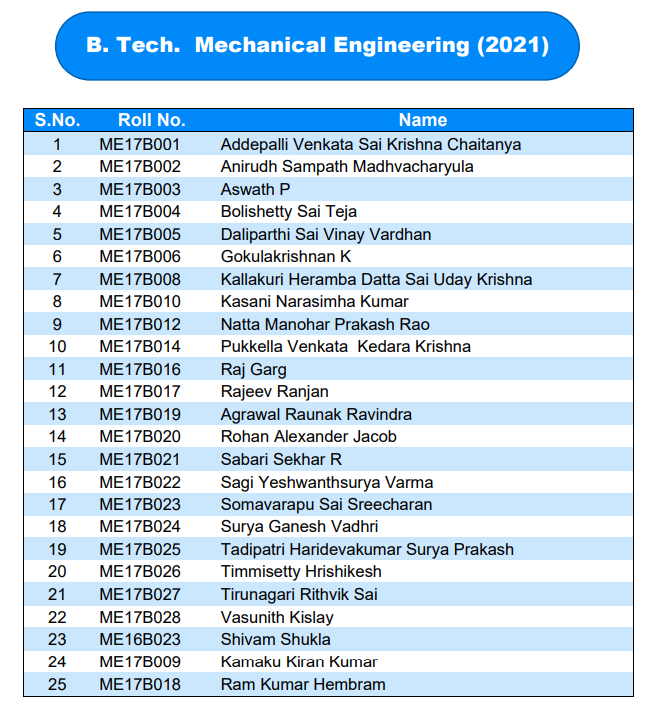 B. Tech.  Mechanical Engineering (2021)
S.No. Roll No. Name
1 ME17B001 Addepalli Venkata Sai Krishna Chaitanya
2 ME17B002 Anirudh Sampath Madhvacharyula
3 ME17B003 Aswath P
4 ME17B004 Bolishetty Sai Teja
5 ME17B005 Daliparthi Sai Vinay Vardhan
6 ME17B006 Gokulakrishnan K
7 ME17B008 Kallakuri Heramba Datta Sai Uday Krishna
8 ME17B010 Kasani Narasimha Kumar
9 ME17B012 Natta Manohar Prakash Rao
10 ME17B014 Pukkella Venkata  Kedara Krishna
11 ME17B016 Raj Garg
12 ME17B017 Rajeev Ranjan
13 ME17B019 Agrawal Raunak Ravindra
14 ME17B020 Rohan Alexander Jacob
15 ME17B021 Sabari Sekhar R
16 ME17B022 Sagi Yeshwanthsurya Varma
17 ME17B023 Somavarapu Sai Sreecharan
18 ME17B024 Surya Ganesh Vadhri
19 ME17B025 Tadipatri Haridevakumar Surya Prakash
20 ME17B026 Timmisetty Hrishikesh
21 ME17B027 Tirunagari Rithvik Sai
22 ME17B028 Vasunith Kislay
23 ME16B023 Shivam Shukla
24 ME17B009 Kamaku Kiran Kumar
25 ME17B018 Ram Kumar Hembram